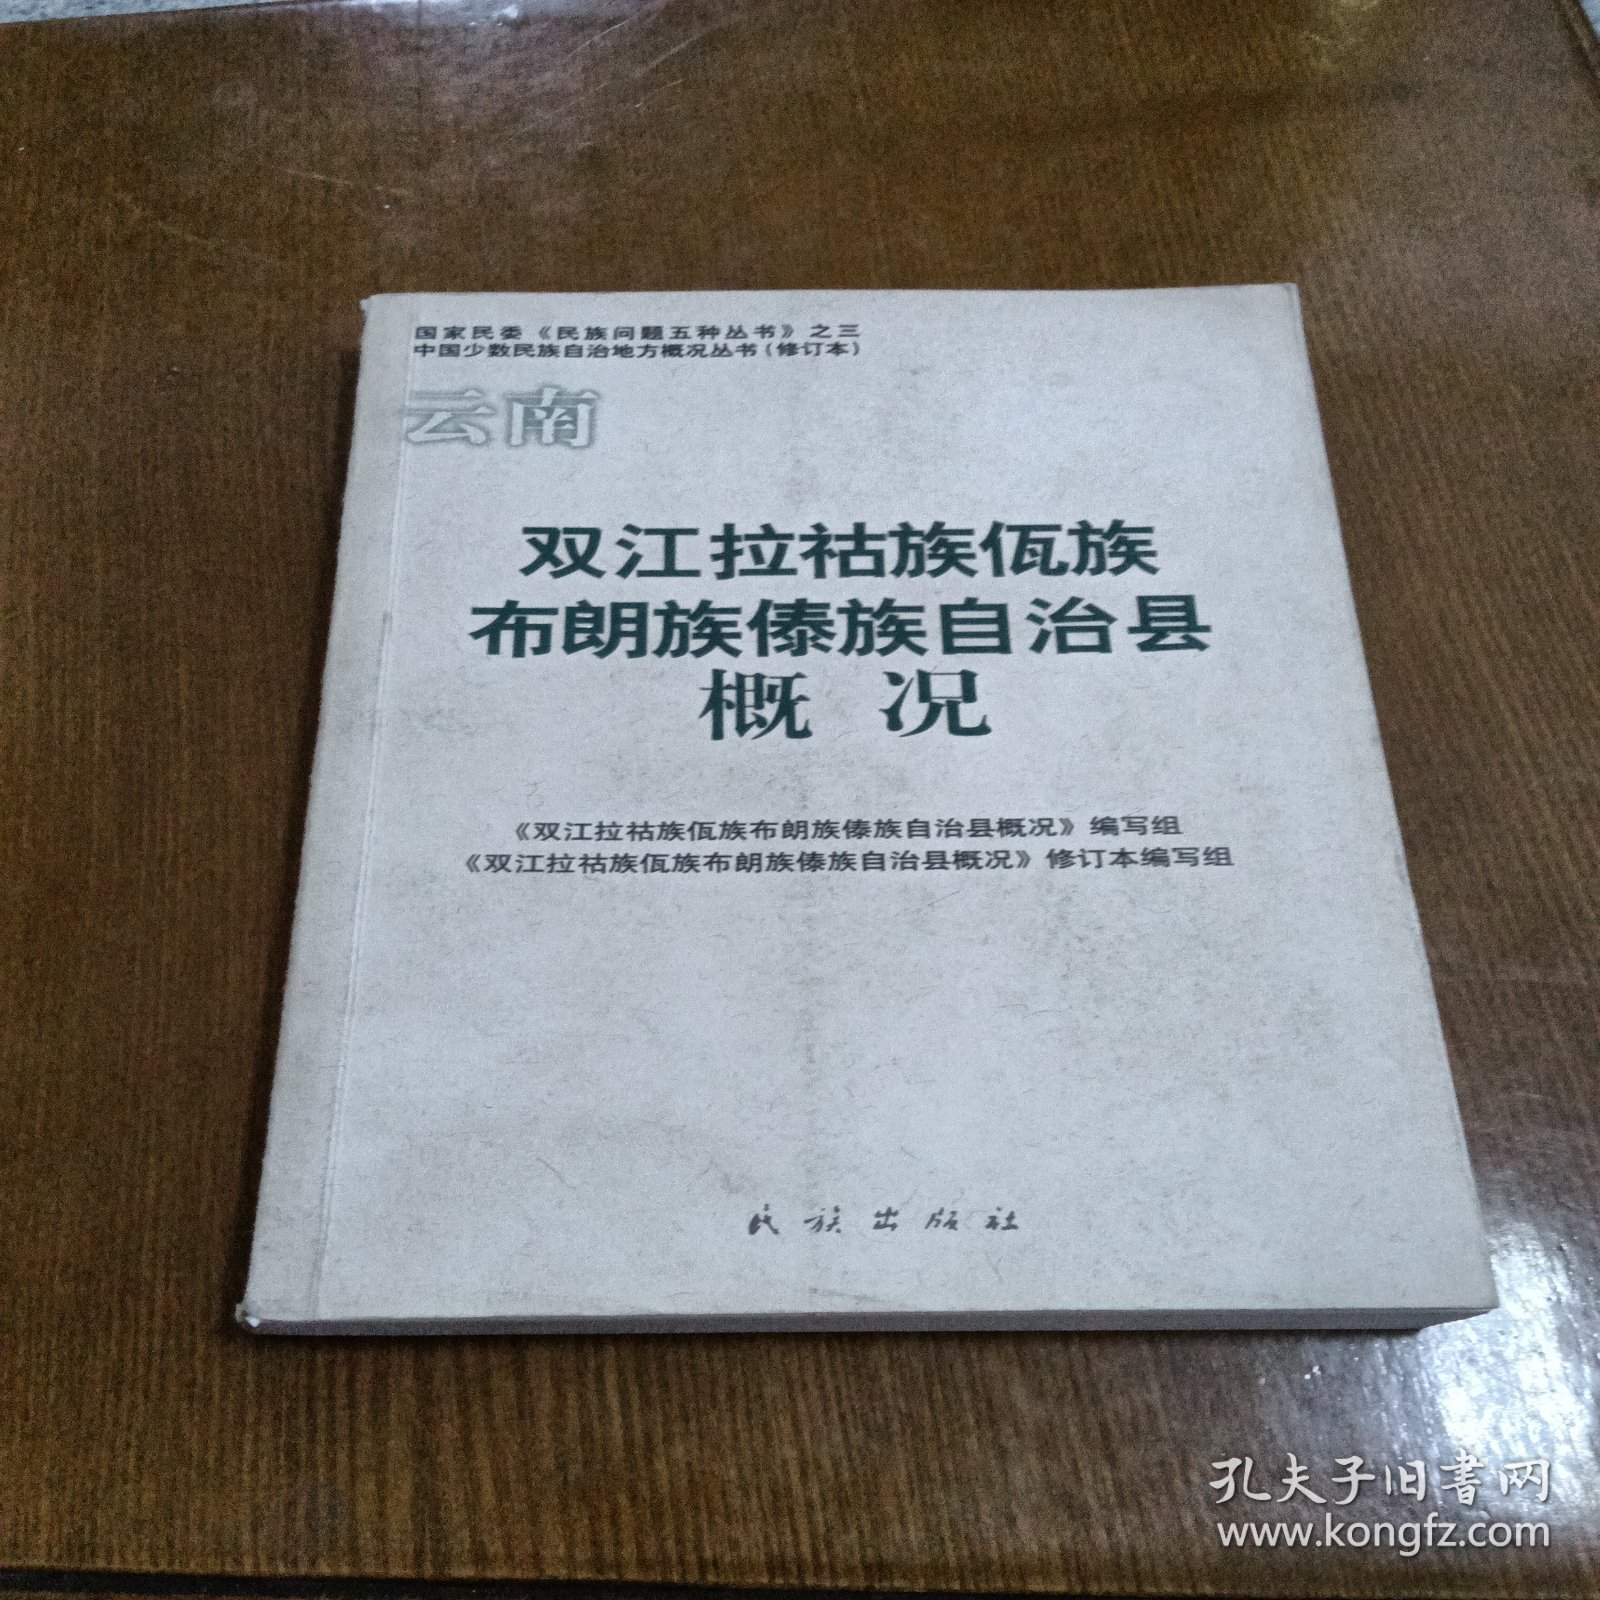 国家民委《民族问题五种丛书》之三
中国少数民族自治地方概况丛书(修订本)
云南
双江拉祜族佤族
布朗族傣族自治县
概况
《双江拉祜族佤族布朗族傣族自治县概况》编写组
《双江拉祜族佤族布朗族傣族自治县概况》修订本编写组
民族出版社
孔夫子旧书网
www.kongfz.com